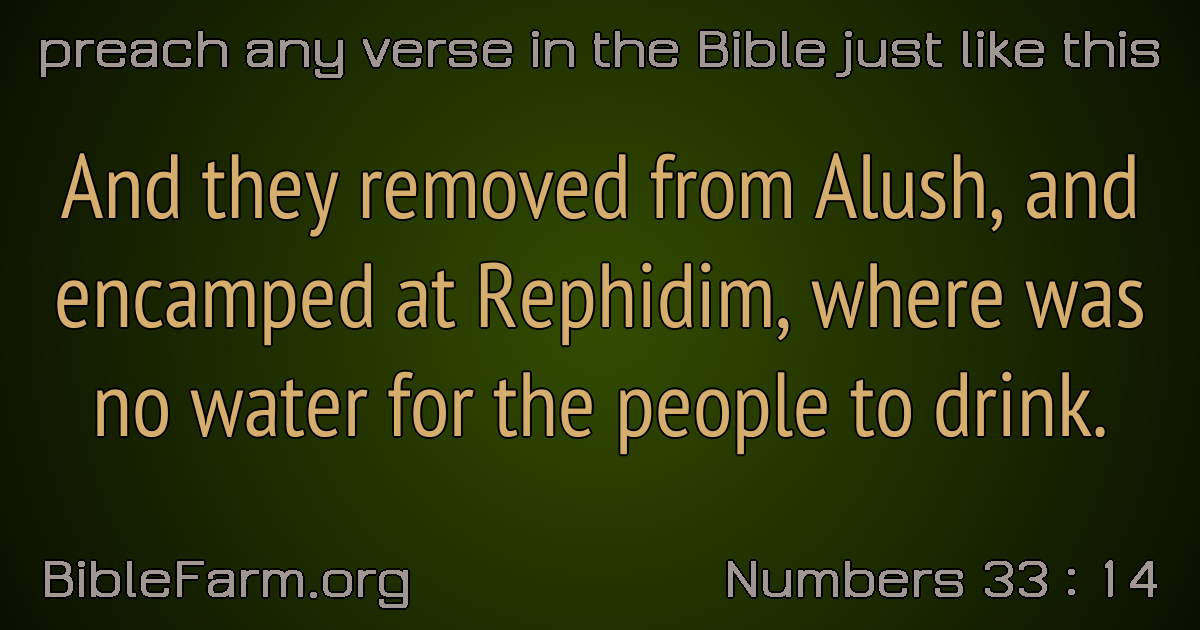 preach any verse in the Bible just like this
And they removed from Alush, and
encamped at Rephidim, where was
no water for the people to drink.
BibleFarm.org
Numbers 33 : 14